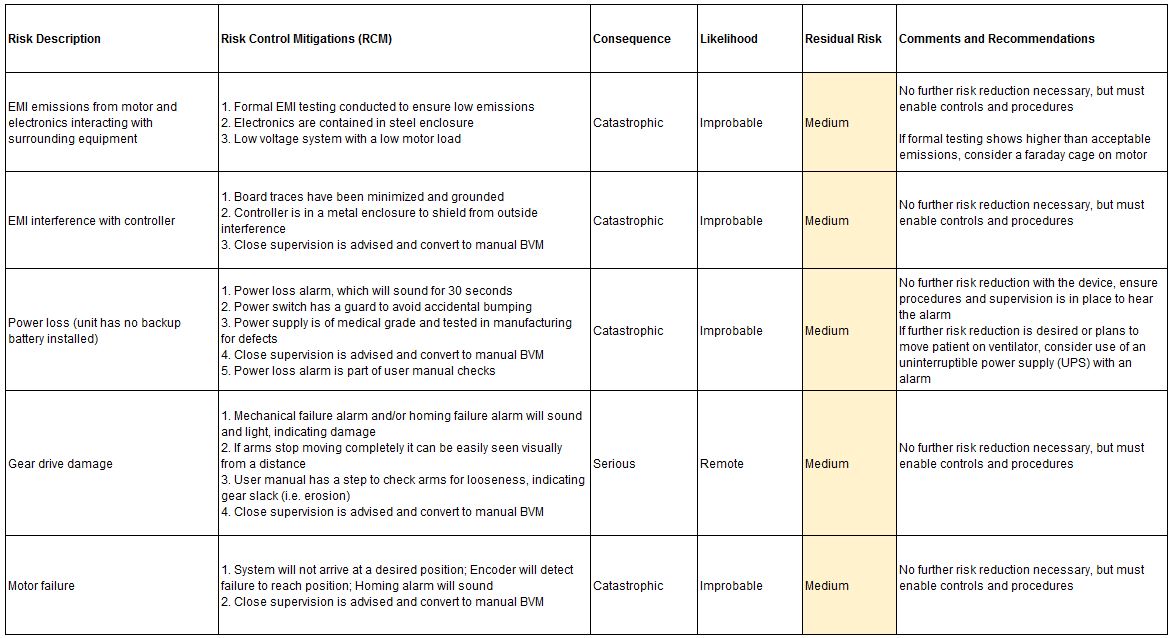 Risk Description
Risk Control Mitigations (RCM)
Consequence
Likelihood
Residual Risk
Comments and Recommendations
EMI emissions from motor and
electronics interacting with
surrounding equipment
1. Formal EMI testing conducted to ensure low emissions
2. Electronics are contained in steel enclosure
3. Low voltage system with a low motor load
Catastrophic
Improbable
Medium
No further risk reduction necessary, but must
enable controls and procedures
If formal testing shows higher than acceptable
emissions, consider a faraday cage on motor
EMI interference with controller
1. Board traces have been minimized and grounded
2. Controller is in a metal enclosure to shield from outside
interference
3. Close supervision is advised and convert to manual BVM
Catastrophic
Improbable
Medium
No further risk reduction necessary, but must
enable controls and procedures
Power loss (unit has no backup
battery installed)
1. Power loss alarm, which will sound for 30 seconds
2. Power switch has a guard to avoid accidental bumping
3. Power supply is of medical grade and tested in manufacturing
for defects
4. Close supervision is advised and convert to manual BVM
5. Power loss alarm is part of user manual checks
Catastrophic
Improbable
Medium
No further risk reduction with the device, ensure
procedures and supervision is in place to hear
the alarm
If further risk reduction is desired or plans to
move patient on ventilator, consider use of an
uninterruptible power supply (UPS) with an
alarm
Gear drive damage
1. Mechanical failure alarm and/or homing failure alarm will sound
and light, indicating damage
2. If arms stop moving completely it can be easily seen visually
from a distance
3. User manual has a step to check arms for looseness, indicating
gear slack (i.e. erosion)
4. Close supervision is advised and convert to manual BVM
Serious
Remote
Medium
No further risk reduction necessary, but must
enable controls and procedures
Motor failure
1. System will not arrive at a desired position; Encoder will detect
failure to reach position; Homing alarm will sound
2. Close supervision is advised and convert to manual BVM
Catastrophic
Improbable
Medium
No further risk reduction necessary, but must
enable controls and procedures